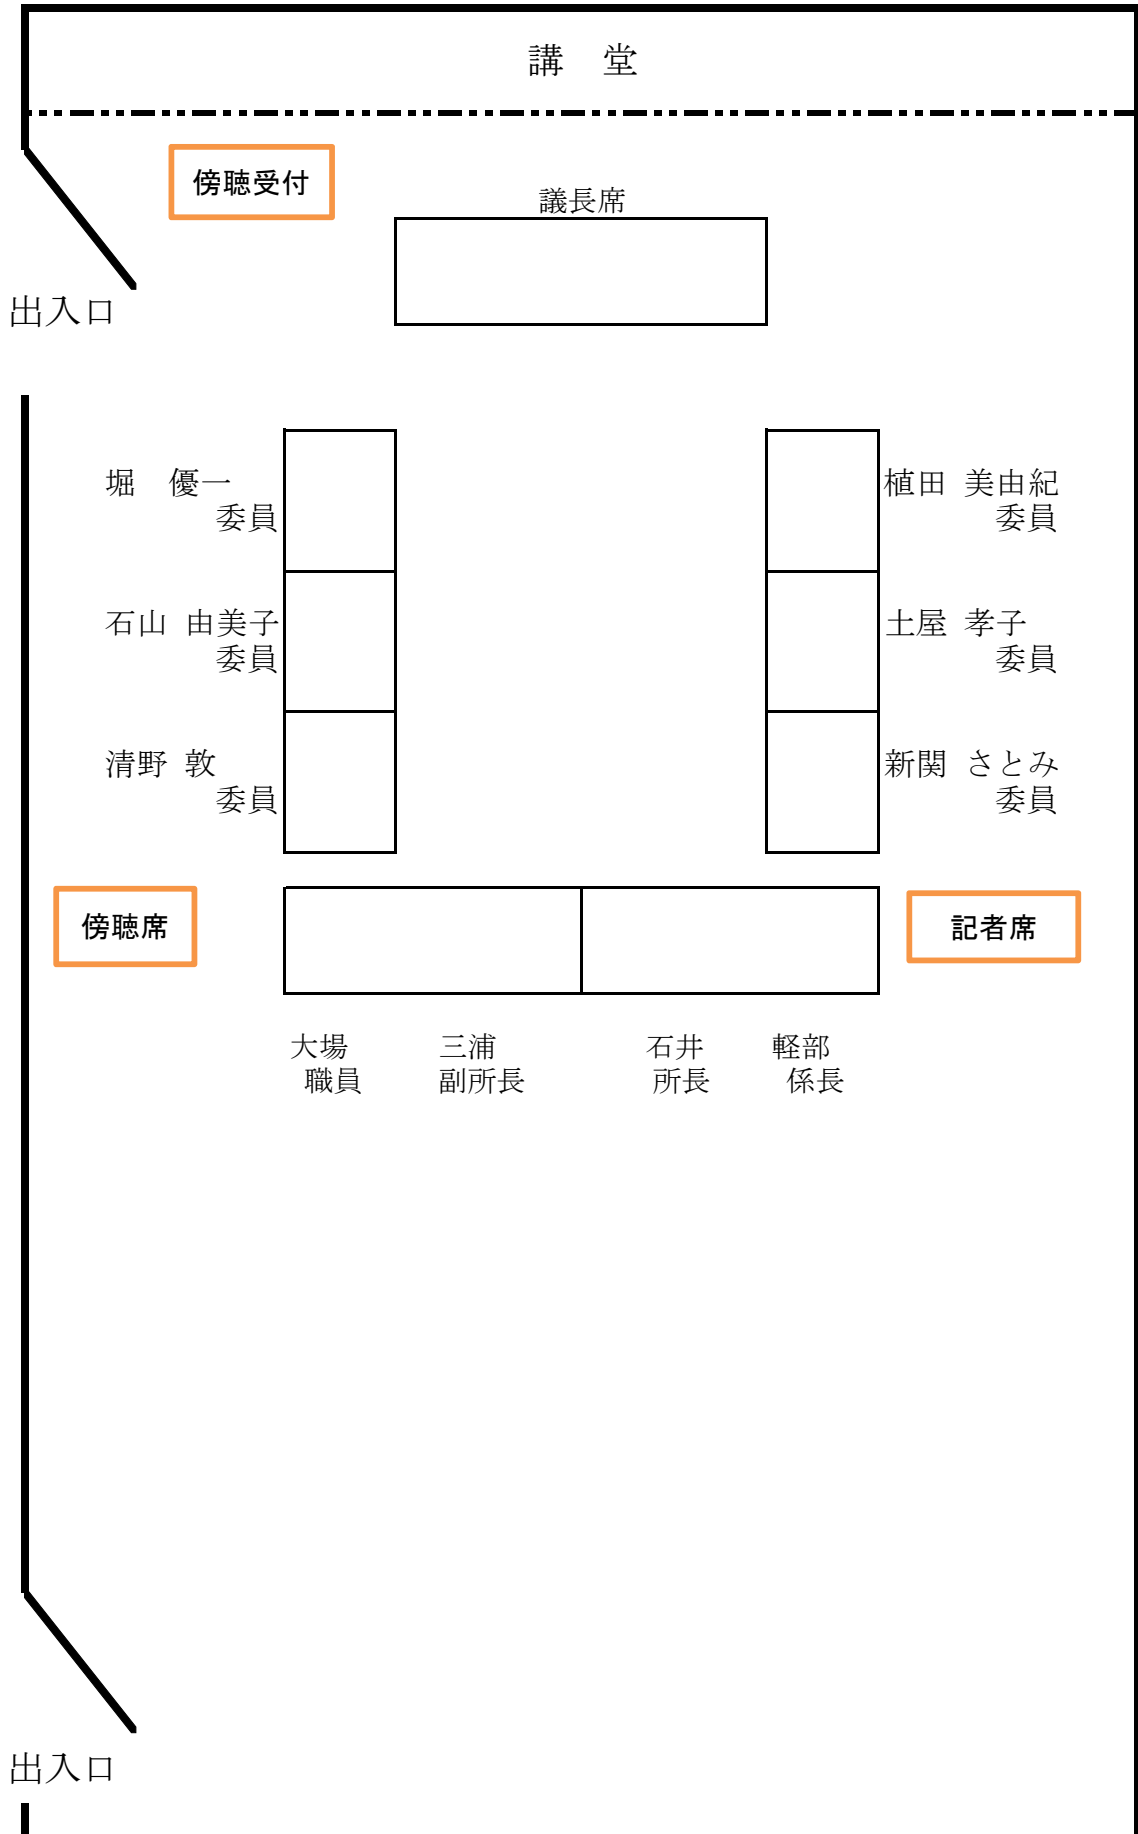 講　堂
傍聴受付
議長席
出入口
堀　優一
委員
植田 美由紀
委員
石山 由美子
委員
土屋 孝子
委員
清野 敦
委員
新関 さとみ
委員
傍聴席
記者席
大場
職員
三浦
副所長
石井
所長
軽部
係長
出入口